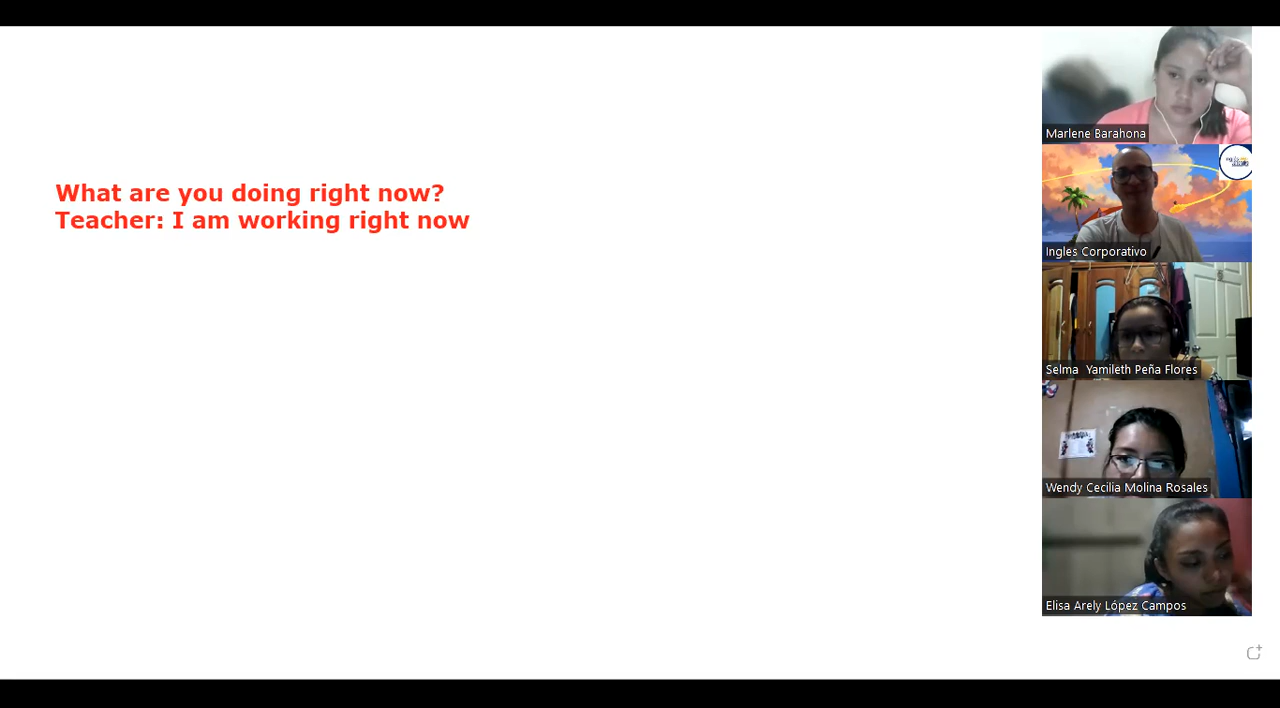 What are you doing right now?
Teacher: I am working right now
Marlene Barahona
Ingles Corporativo
Selma Yamileth Peña Flores
Wendy Cecilia Molina Rosales
Elisa Arely López Campos